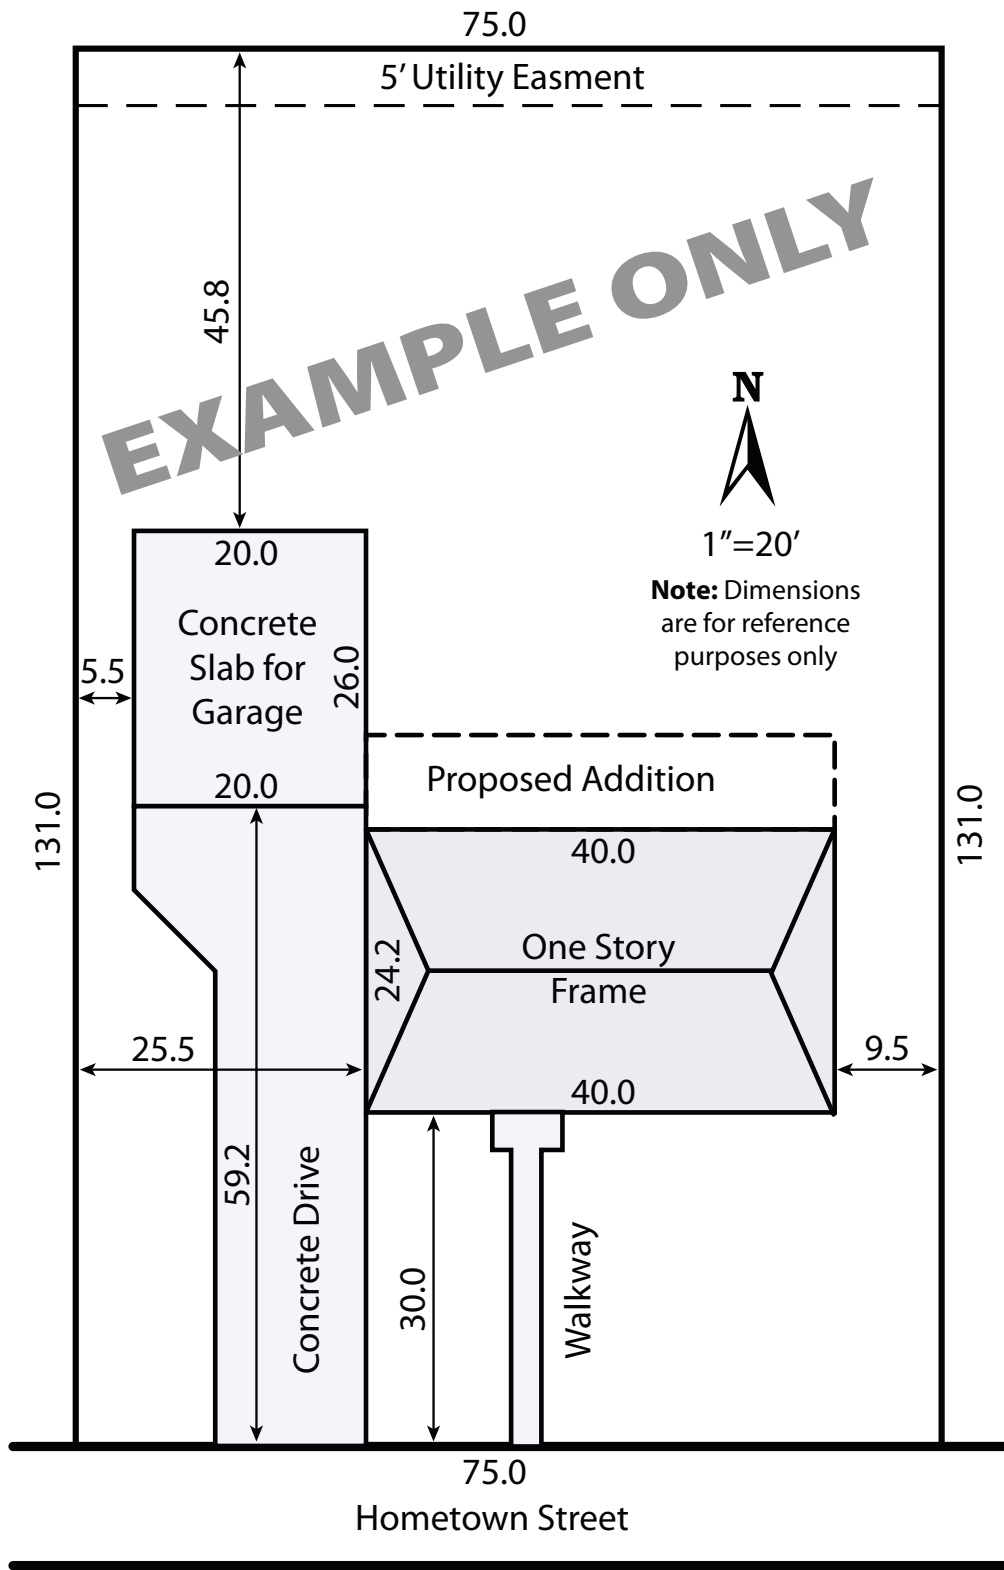 75.0
5’ Utility Easment
45.8
EXAMPLE ONLY
N
1”=20’
Note: Dimensions
are for reference
purposes only
20.0
Concrete
Slab for
Garage
5.5
26.0
20.0
Proposed Addition
131.0
131.0
40.0
24.2
One Story
Frame
25.5
9.5
40.0
59.2
Concrete Drive
30.0
Walkway
75.0
Hometown Street